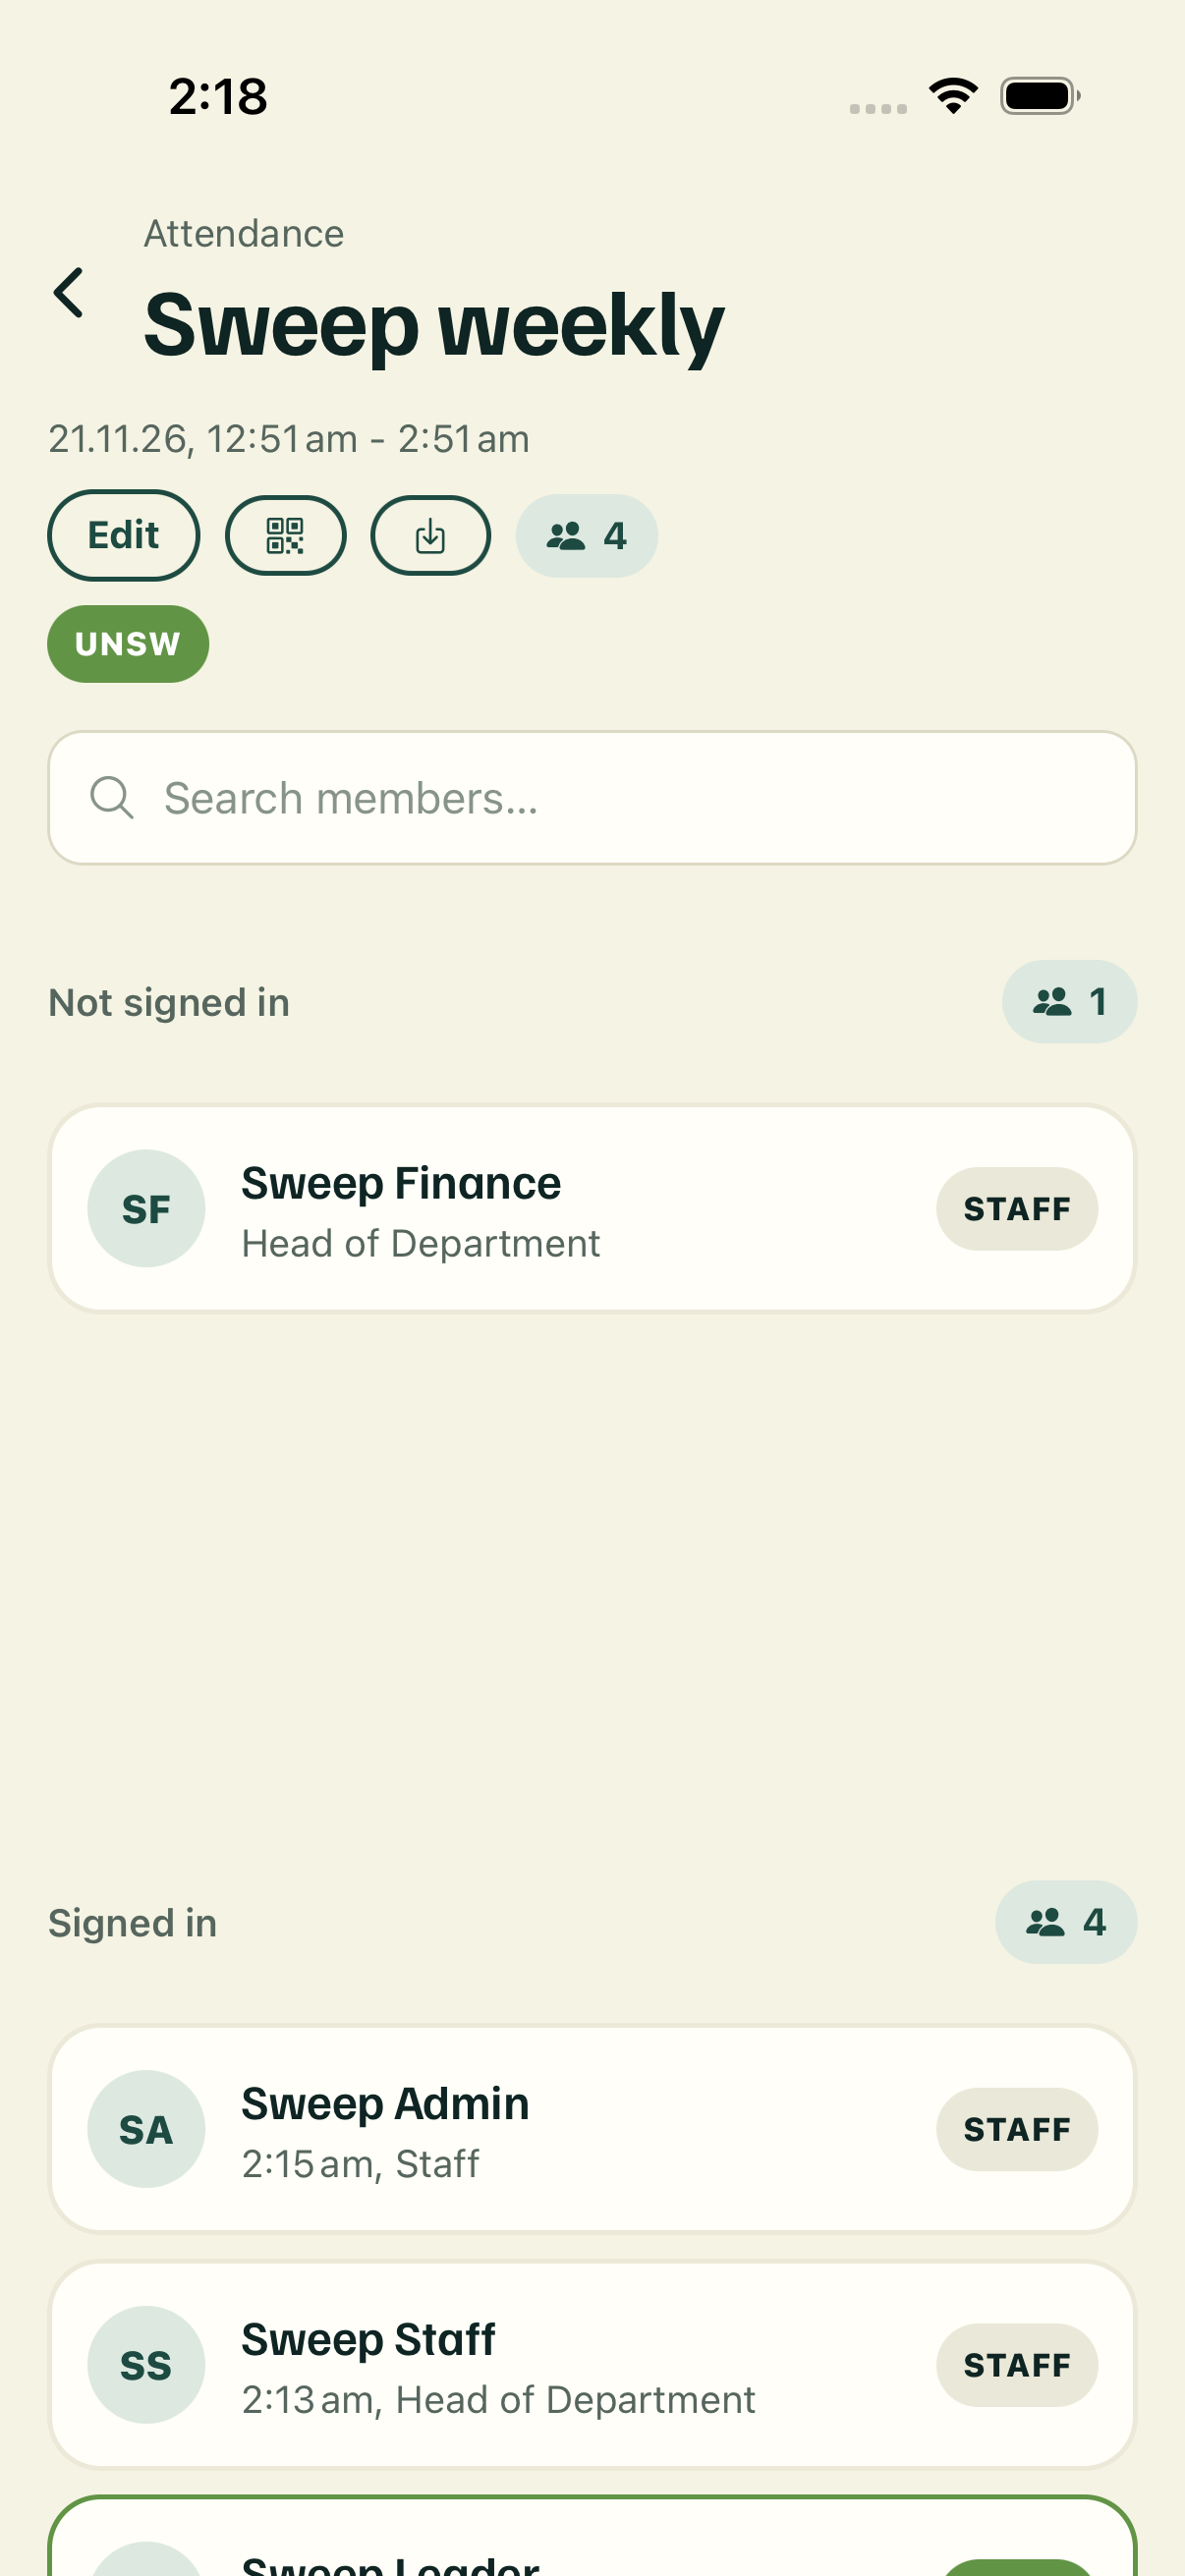 2:18
Attendance
Sweep weekly
21.11.26, 12:51 am - 2:51 am
Edit
4
UNSW
Search members...
Not signed in
1
SF
Sweep Finance
Head of Department
STAFF
Signed in
4
SA
Sweep Admin
2:15 am, Staff
STAFF
SS
Sweep Staff
2:13 am, Head of Department
STAFF
Sweep Leader